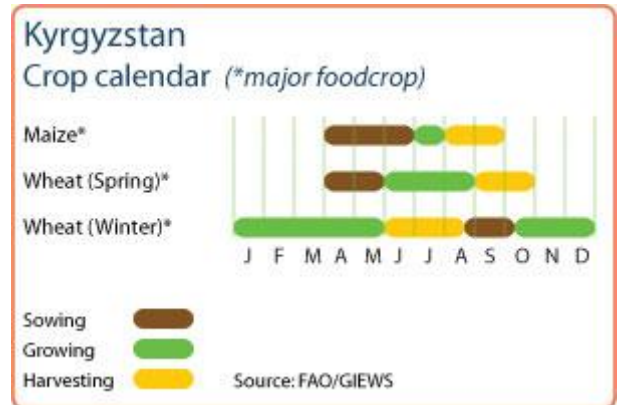 Kyrgyzstan
Crop calendar (*major foodcrop)
Maize*
Wheat (Spring)*
Wheat (Winter)*
J F M A M J J A S O N D
Sowing
Growing
Harvesting
Source: FAO/GIEWS